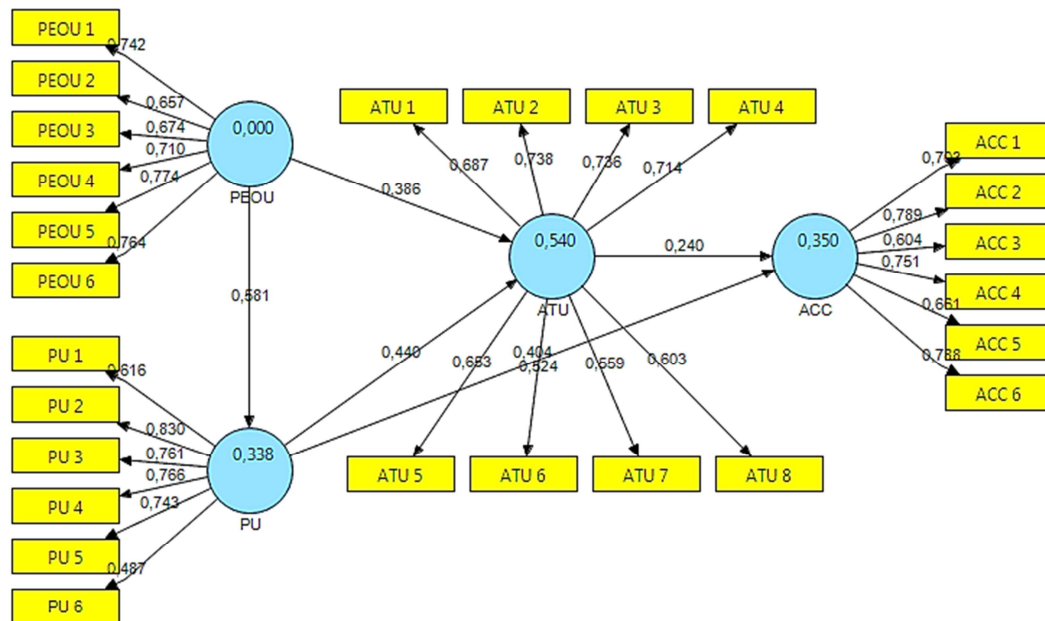 PEOU 1
0,742
PEOU 2
0,657
PEOU 3
0,674
PEOU 4
0,710
PEOU 5
0,774
PEOU 6
0,764
0,000
PEOU
0,386
0,581
ATU 1
ATU 2
ATU 3
ATU 4
0,687
0,738
0,736
0,714
0,540
ATU
0,240
0,350
ACC
ACC 1
ACC 2
0,789
ACC 3
0,604
ACC 4
0,751
ACC 5
0,661
ACC 6
PU 1
0,616
PU 2
0,830
PU 3
0,761
PU 4
0,766
PU 5
0,743
PU 6
0,487
0,338
PU
0,440
0,404
0,603
ATU 5
ATU 6
ATU 7
ATU 8